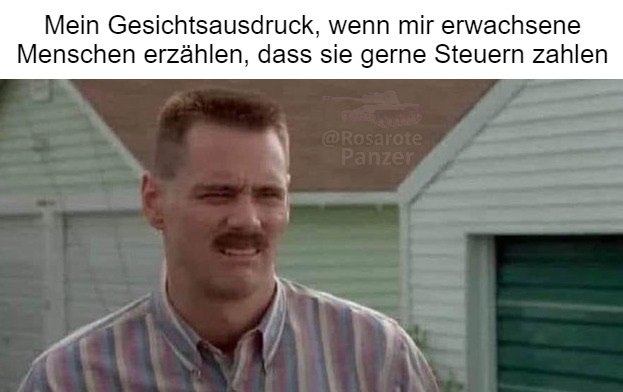 Mein Gesichtsausdruck, wenn mir erwachsene
Menschen erzählen, dass sie gerne Steuern zahlen
@Rosarote
Panzer